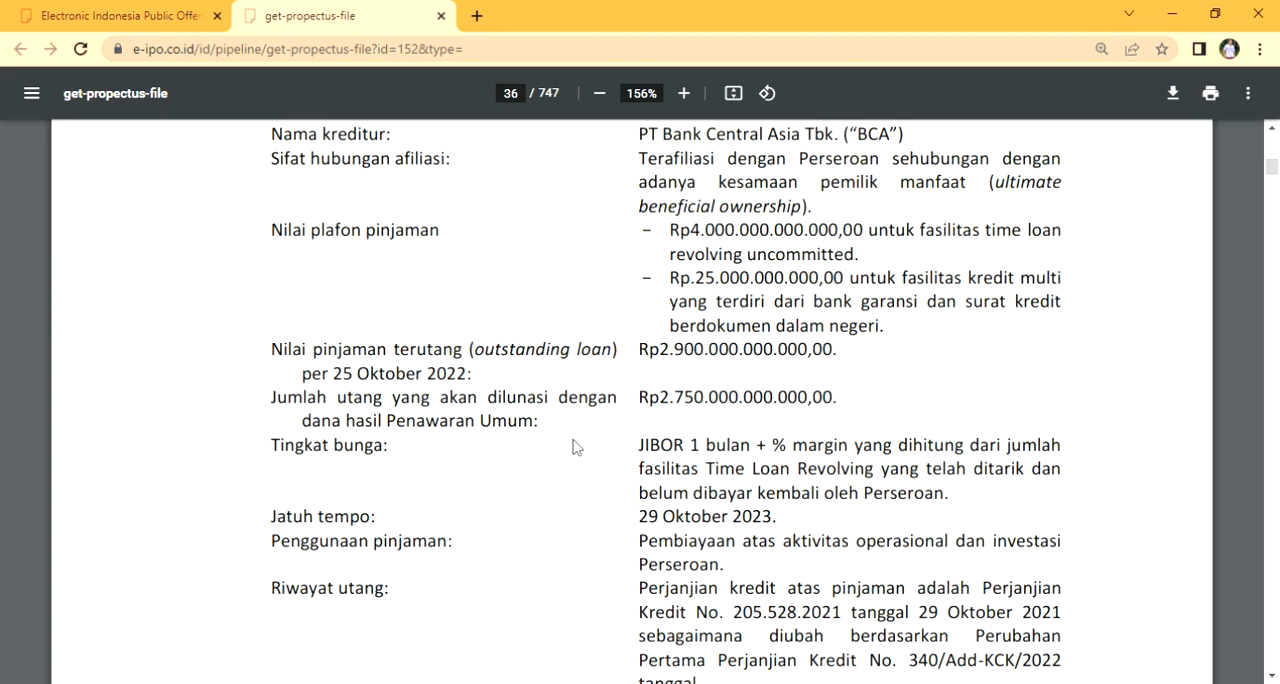 Electronic Indonesia Public Offe
get-propectus-file
e-ipo.co.id/id/pipeline/get-propectus-file?id=152&type=
get-propectus-file
36 / 747
156%
Nama kreditur: PT Bank Central Asia Tbk. (“BCA”)
Sifat hubungan afiliasi: Terafiliasi dengan Perseroan sehubungan dengan
adanya kesamaan pemilik manfaat (ultimate
beneficial ownership).
Nilai plafon pinjaman – Rp4.000.000.000.000,00 untuk fasilitas time loan
revolving uncommitted.
– Rp.25.000.000.000,00 untuk fasilitas kredit multi
yang terdiri dari bank garansi dan surat kredit
berdokumen dalam negeri.
Nilai pinjaman terutang (outstanding loan) Rp2.900.000.000.000,00.
per 25 Oktober 2022:
Jumlah utang yang akan dilunasi dengan Rp2.750.000.000.000,00.
dana hasil Penawaran Umum:
Tingkat bunga: JIBOR 1 bulan + % margin yang dihitung dari jumlah
fasilitas Time Loan Revolving yang telah ditarik dan
belum dibayar kembali oleh Perseroan.
Jatuh tempo: 29 Oktober 2023.
Penggunaan pinjaman: Pembiayaan atas aktivitas operasional dan investasi
Perseroan.
Riwayat utang: Perjanjian kredit atas pinjaman adalah Perjanjian
Kredit No. 205.528.2021 tanggal 29 Oktober 2021
sebagaimana diubah berdasarkan Perubahan
Pertama Perjanjian Kredit No. 340/Add-KCK/2022
tanggal